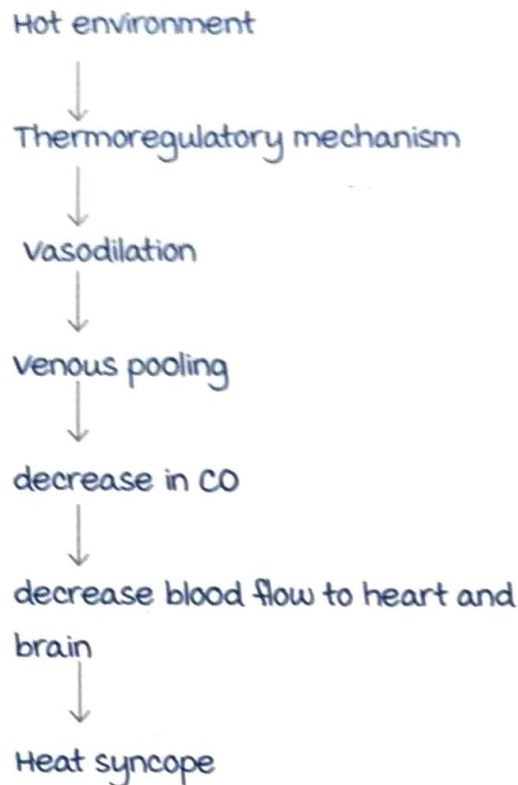 Hot environment
Thermoregulatory mechanism
Vasodilation
Venous pooling
decrease in CO
decrease blood flow to heart and
brain
Heat syncope